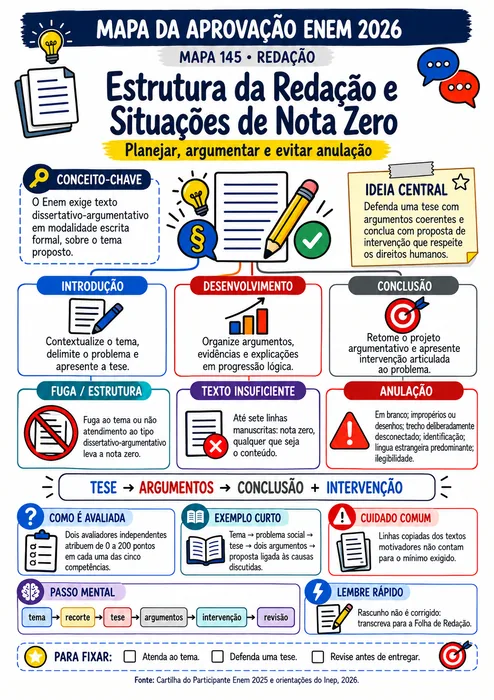 MAPA DA APROVAÇÃO ENEM 2026
MAPA 145 • REDAÇÃO
Estrutura da Redação e
Situações de Nota Zero
Planejar, argumentar e evitar anulação
CONCEITO-CHAVE
O Enem exige texto
dissertativo-argumentativo
em modalidade escrita
formal, sobre o tema
proposto.
§
IDEIA CENTRAL
Defenda uma tese com
argumentos coerentes e
conclua com proposta de
intervenção que respeite
os direitos humanos.
INTRODUÇÃO
Contextualize o tema,
delimite o problema e
apresente a tese.
DESENVOLVIMENTO
Organize argumentos,
evidências e explicações
em progressão lógica.
CONCLUSÃO
Retome o projeto
argumentativo e apresente
intervenção articulada
ao problema.
FUGA / ESTRUTURA
Fuga ao tema ou não
atendimento ao tipo
dissertativo-argumentativo
leva a nota zero.
TEXTO INSUFICIENTE
Até sete linhas
manuscritas: nota zero,
qualquer que seja
o conteúdo.
ANULAÇÃO
Em branco; impropérios ou
desenhos; trecho deliberadamente
desconectado; identificação;
língua estrangeira predominante;
ilegibilidade.
TESE → ARGUMENTOS → CONCLUSÃO + INTERVENÇÃO
COMO É AVALIADA
Dois avaliadores independentes
atribuem de 0 a 200 pontos
em cada uma das cinco
competências.
EXEMPLO CURTO
Tema → problema social →
tese → dois argumentos →
proposta ligada às causas
discutidas.
CUIDADO COMUM
Linhas copiadas dos textos
motivadores não contam
para o mínimo exigido.
PASSO MENTAL
tema → recorte → tese → argumentos → intervenção → revisão
LEMBRE RÁPIDO
Rascunho não é corrigido:
transcreva para a Folha de Redação.
PARA FIXAR: Atenda ao tema. Defenda uma tese. Revise antes de entregar.
Fonte: Cartilha do Participante Enem 2025 e orientações do Inep, 2026.